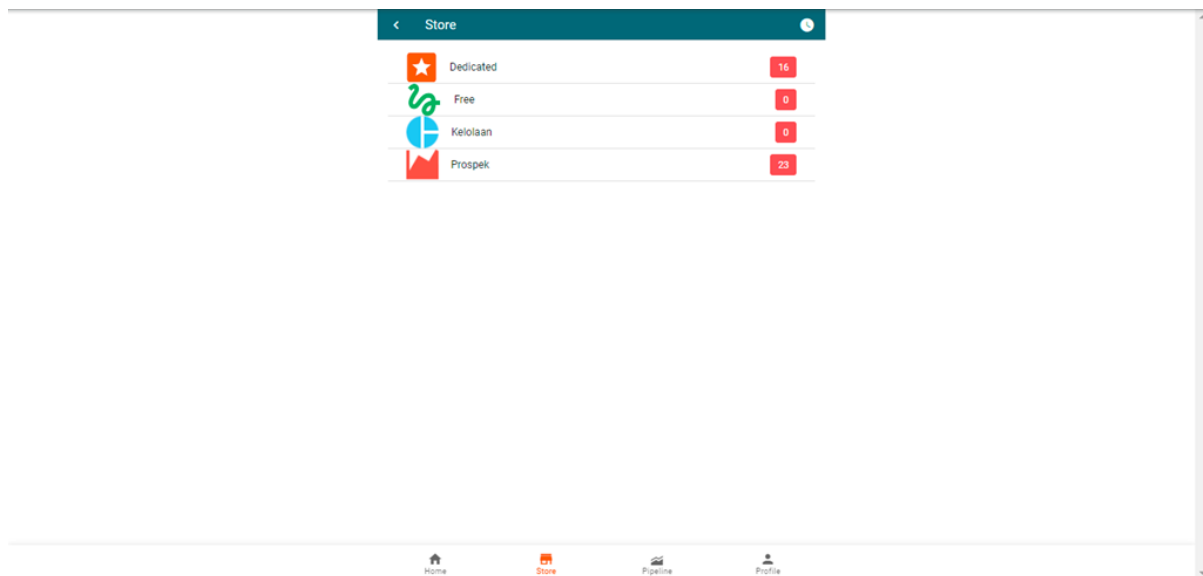 Store
Dedicated 16
Free 0
Kelolaan 0
Prospek 23
Home Store Pipeline Profile